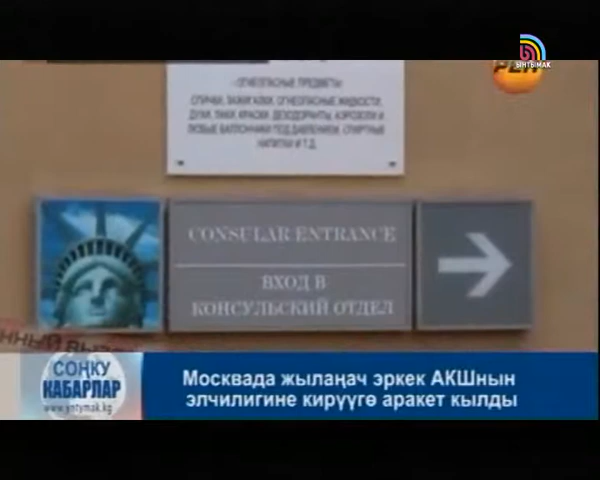 ЫНТЫМАК
РЕН
ОГНЕОПАСНЫЕ ПРЕДМЕТЫ:
СПИЧКИ, ЗАЖИГАЛКИ, ОГНЕОПАСНЫЕ ЖИДКОСТИ,
ДУХИ, ЛАКИ, КРАСКИ, ДЕЗОДОРАНТЫ, АЭРОЗОЛИ И
ЛЮБЫЕ БАЛЛОНЧИКИ ПОД ДАВЛЕНИЕМ, СПИРТНЫЕ
НАПИТКИ И Т.Д.
CONSULAR ENTRANCE
ВХОД В
КОНСУЛЬСКИЙ ОТДЕЛ
СОҢКУ
КАБАРЛАР
www.yntymak.kg
Москвада жылаңач эркек АКШнын
элчилигине кирүүгө аракет кылды